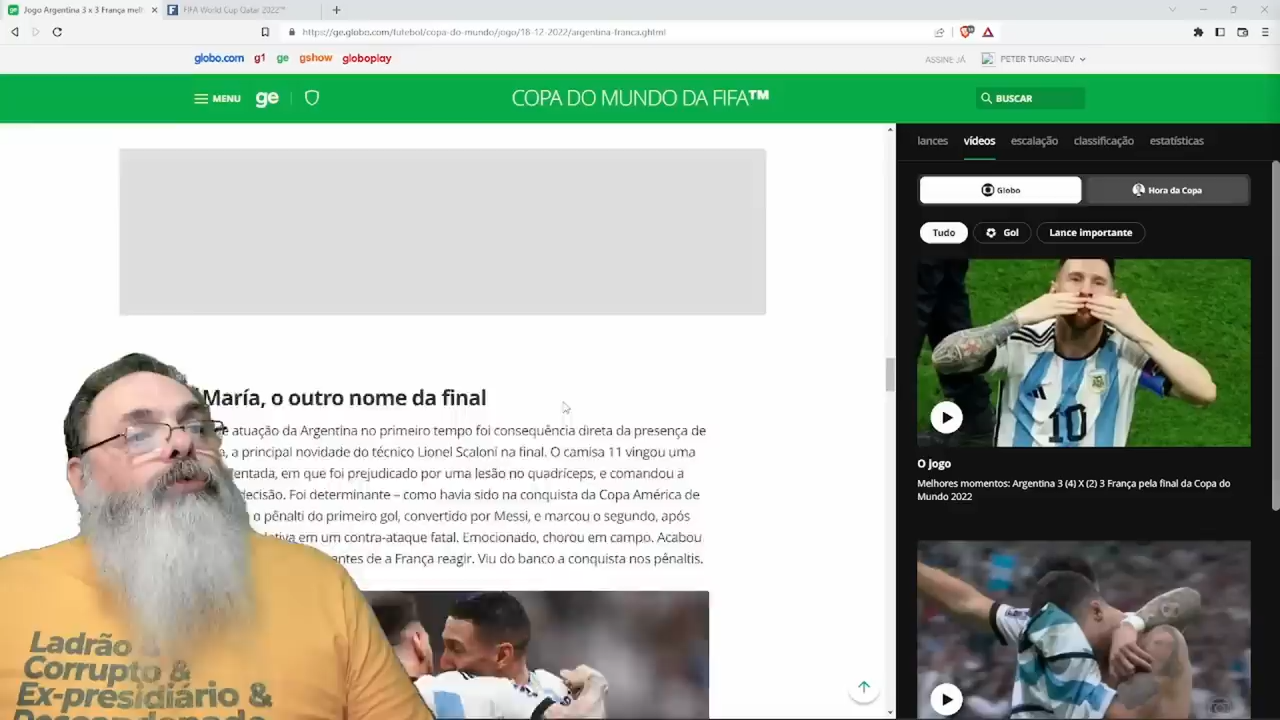 Jogo Argentina 3 x 3 França melh
FIFA World Cup Qatar 2022™
https://ge.globo.com/futebol/copa-do-mundo/jogo/18-12-2022/argentina-franca.ghtml
globo.com g1 ge gshow globoplay
ASSINE JÁ
PETER TURGUNIEV
MENU ge
COPA DO MUNDO DA FIFA™
BUSCAR
María, o outro nome da final
atuação da Argentina no primeiro tempo foi consequência direta da presença de
a principal novidade do técnico Lionel Scaloni na final. O camisa 11 vingou uma
em que foi prejudicado por uma lesão no quadríceps, e comandou a
decisão. Foi determinante – como havia sido na conquista da Copa América de
o pênalti do primeiro gol, convertido por Messi, e marcou o segundo, após
em um contra-ataque fatal. Emocionado, chorou em campo. Acabou
antes de a França reagir. Viu do banco a conquista nos pênaltis.
lances vídeos escalação classificação estatísticas
Globo
Hora da Copa
Tudo
Gol
Lance importante
10
O Jogo
Melhores momentos: Argentina 3 (4) X (2) 3 França pela final da Copa do
Mundo 2022
Ladrão &
Corrupto &
Ex-presidiário &
Descondenado